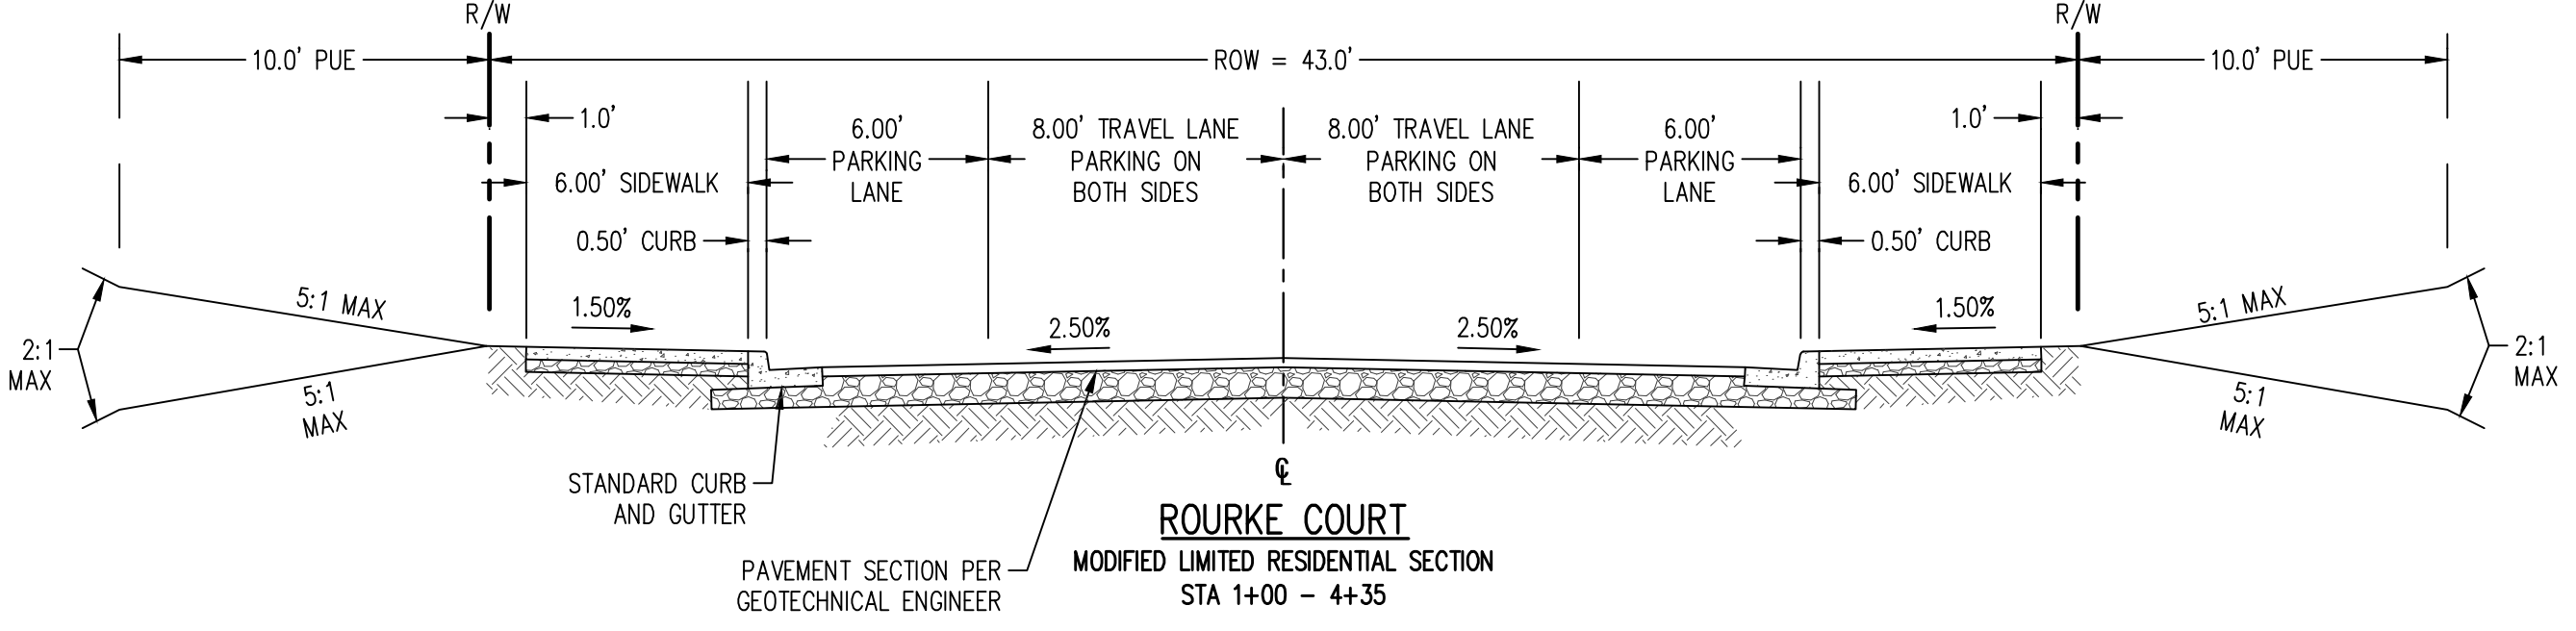 R/W
R/W
10.0' PUE
ROW = 43.0'
10.0' PUE
1.0'
6.00'
PARKING
LANE
8.00' TRAVEL LANE
PARKING ON
BOTH SIDES
8.00' TRAVEL LANE
PARKING ON
BOTH SIDES
6.00'
PARKING
LANE
1.0'
6.00' SIDEWALK
6.00' SIDEWALK
0.50' CURB
0.50' CURB
5:1 MAX
1.50%
2.50%
2.50%
1.50%
5:1 MAX
2:1
MAX
2:1
MAX
5:1
MAX
5:1
MAX
STANDARD CURB
AND GUTTER
℄
ROURKE COURT
MODIFIED LIMITED RESIDENTIAL SECTION
STA 1+00 - 4+35
PAVEMENT SECTION PER
GEOTECHNICAL ENGINEER